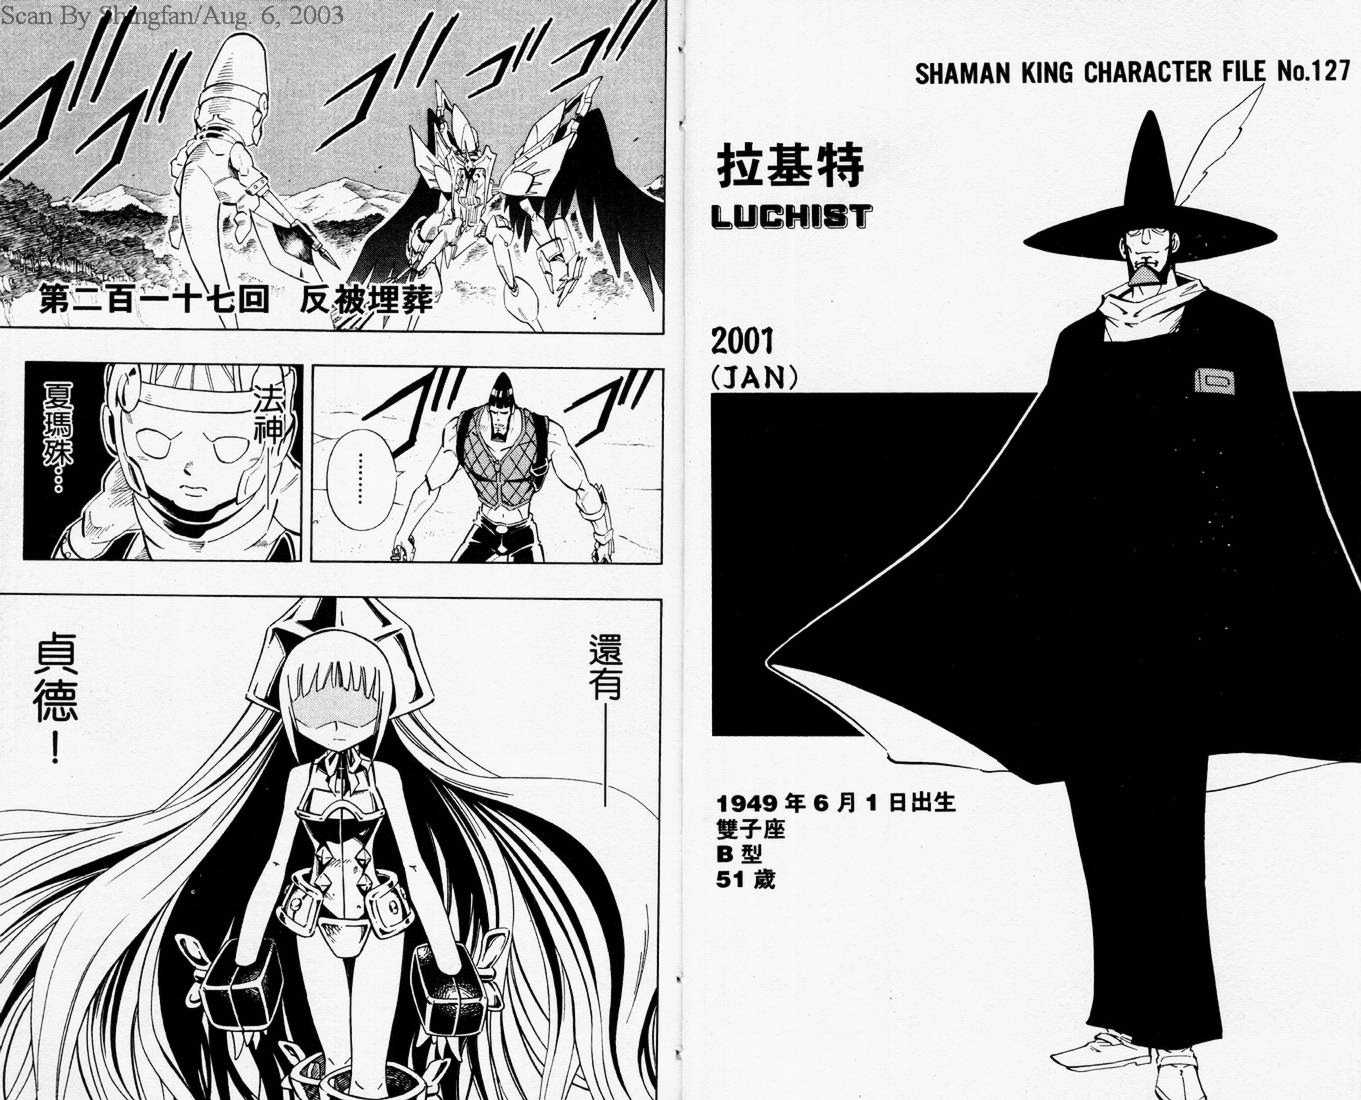 Scan By Shingfan/Aug. 6, 2003
SHAMAN KING CHARACTER FILE No.127
拉基特
LUCHIST
2001
(JAN)
1949年6月1日出生
雙子座
B型
51歲
第二百一十七回 反被埋葬
…………
法神—
夏瑪殊…
還有——
貞德！